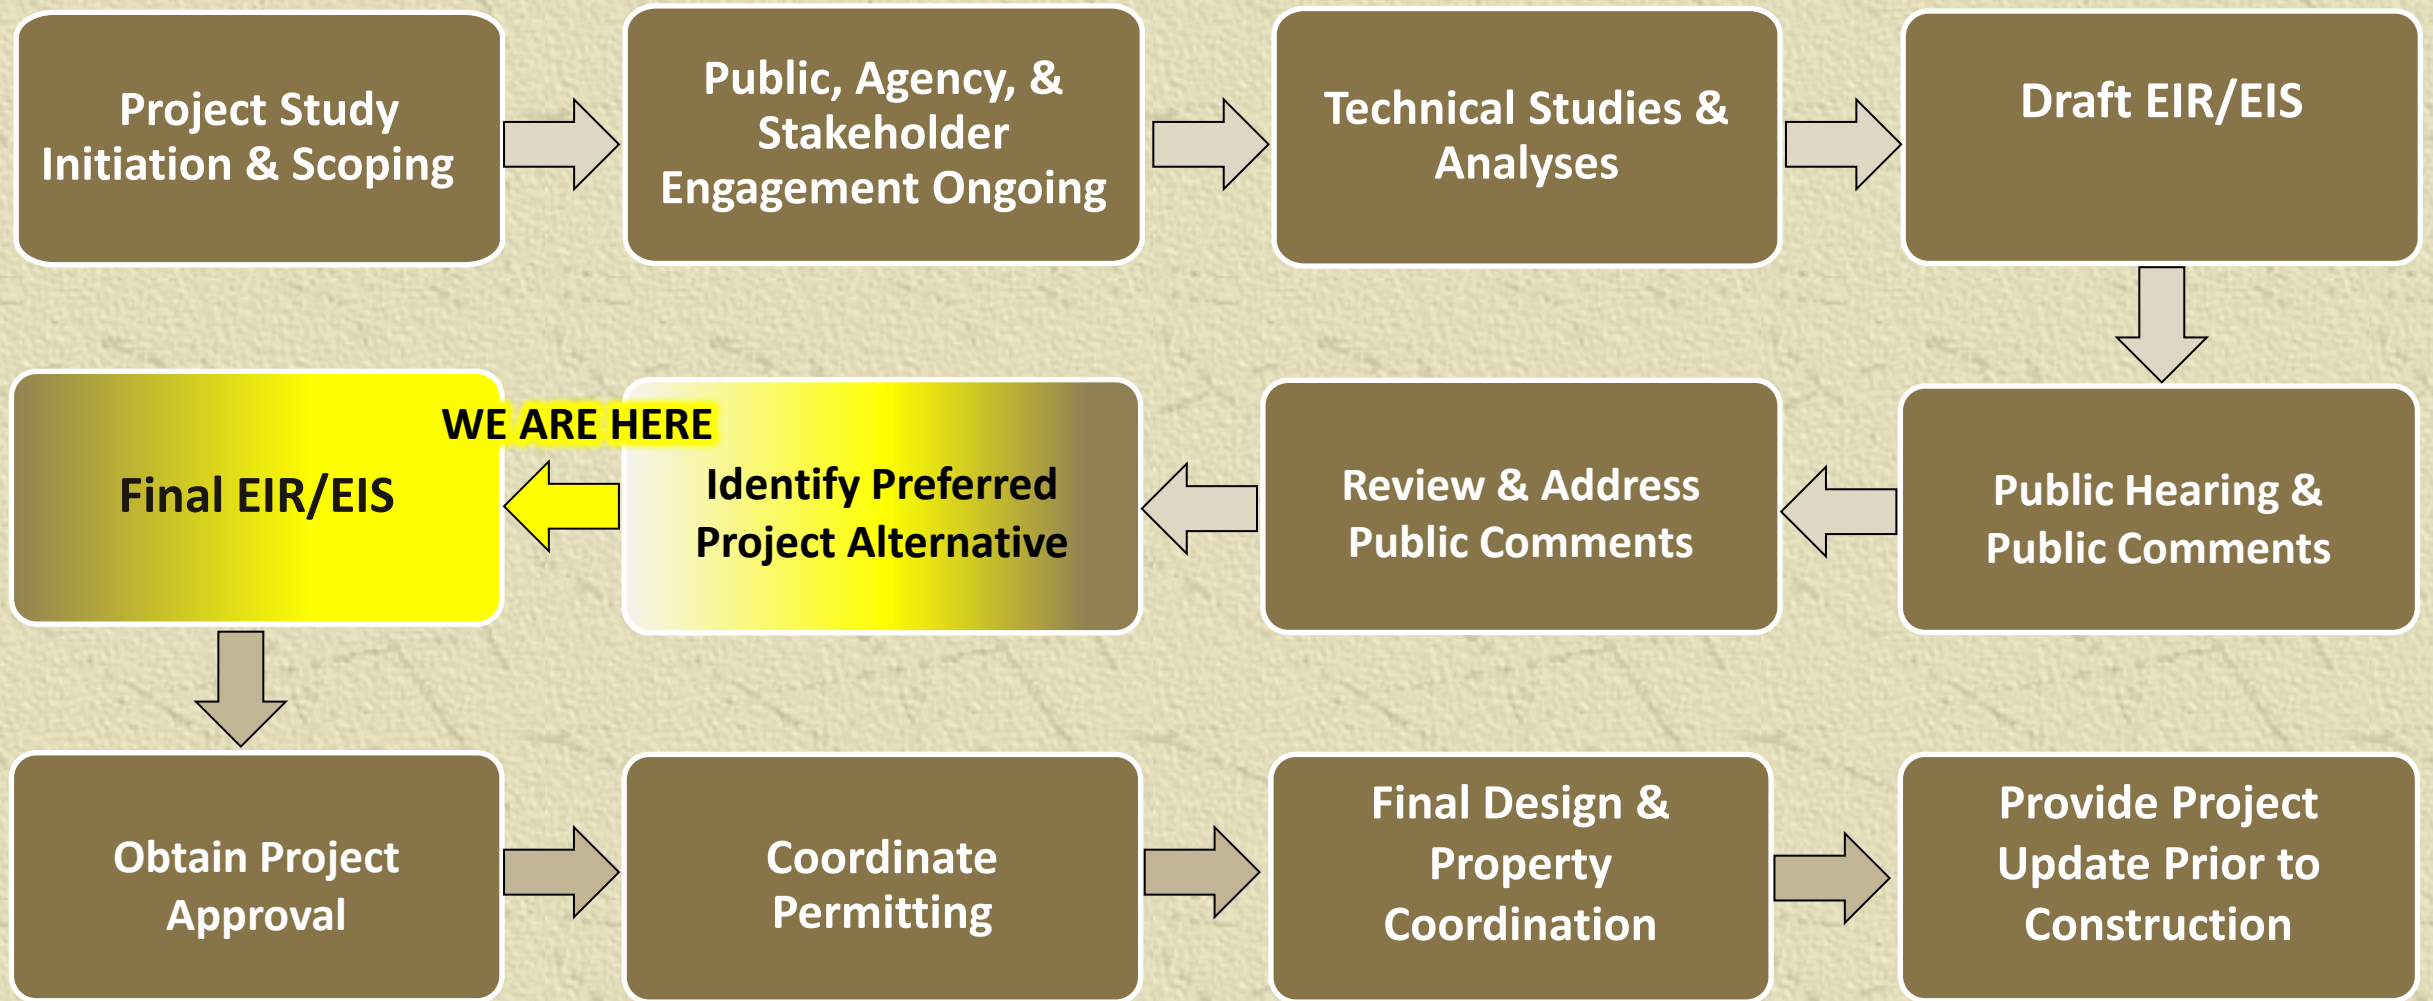 Project Study
Initiation & Scoping
Public, Agency, &
Stakeholder
Engagement Ongoing
Technical Studies &
Analyses
Draft EIR/EIS
Public Hearing &
Public Comments
Review & Address
Public Comments
Identify Preferred
Project Alternative
WE ARE HERE
Final EIR/EIS
Obtain Project
Approval
Coordinate
Permitting
Final Design &
Property
Coordination
Provide Project
Update Prior to
Construction